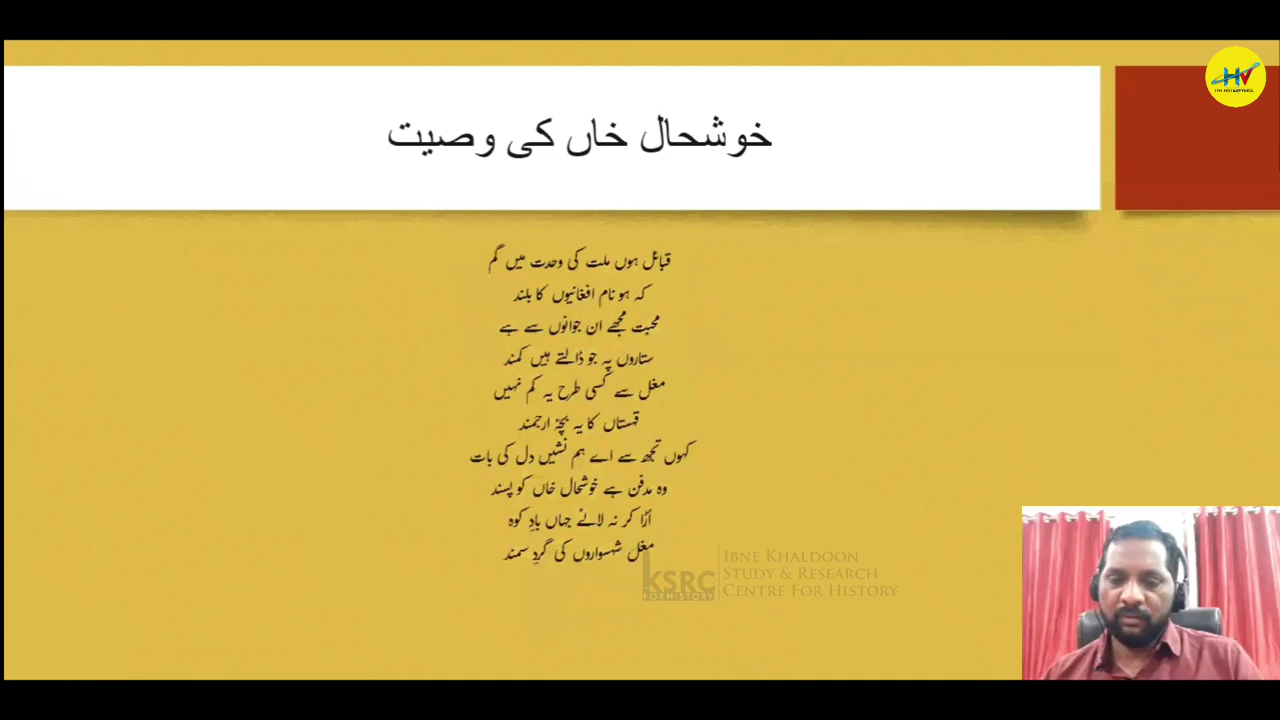 خوشحال خاں کی وصیت
قبائل ہوں ملت کی وحدت میں گم
کہ ہو نام افغانیوں کا بلند
محبت مجھے ان جوانوں سے ہے
ستاروں پہ جو ڈالتے ہیں کمند
مغل سے کسی طرح یہ کم نہیں
قہستاں کا یہ بچۂ ارجمند
کہوں تجھ سے اے ہم نشیں دل کی بات
وہ مدفن ہے خوشحال خاں کو پسند
اڑا کر نہ لائے جہاں بادِ کوہ
مغل شہسواروں کی گردِ سمند
KSRC
FORHISTORY
IBNE KHALDOON
STUDY & RESEARCH
CENTRE FOR HISTORY
HV